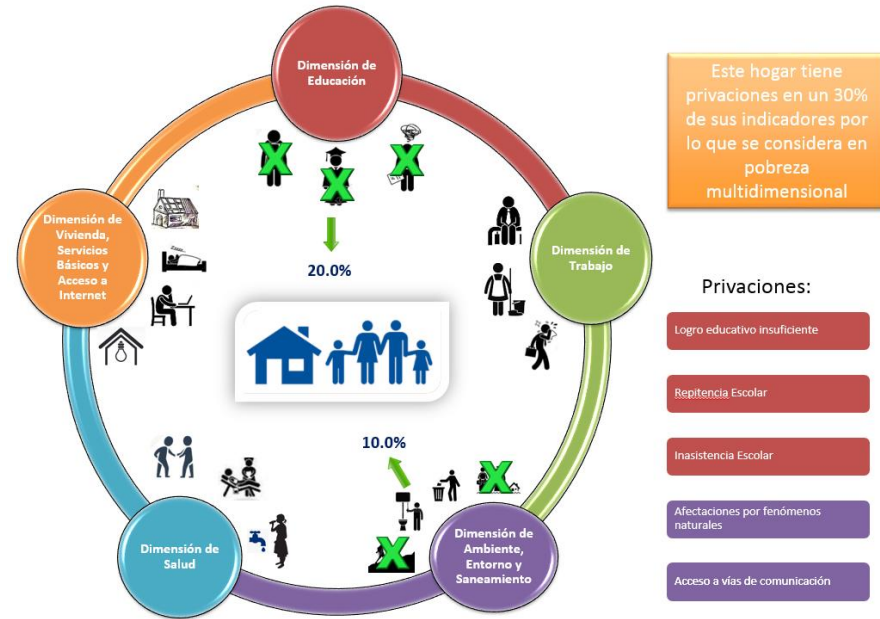 Dimensión de
Educación
Este hogar tiene
privaciones en un 30%
de sus indicadores por
lo que se considera en
pobreza
multidimensional
Dimensión de
Vivienda,
Servicios
Básicos y
Acceso a
Internet
Dimensión de
Trabajo
20.0%
Privaciones:
Logro educativo insuficiente
Repitencia Escolar
Inasistencia Escolar
10.0%
Afectaciones por fenómenos
naturales
Dimensión de
Salud
Dimensión de
Ambiente,
Entorno y
Saneamiento
Acceso a vías de comunicación